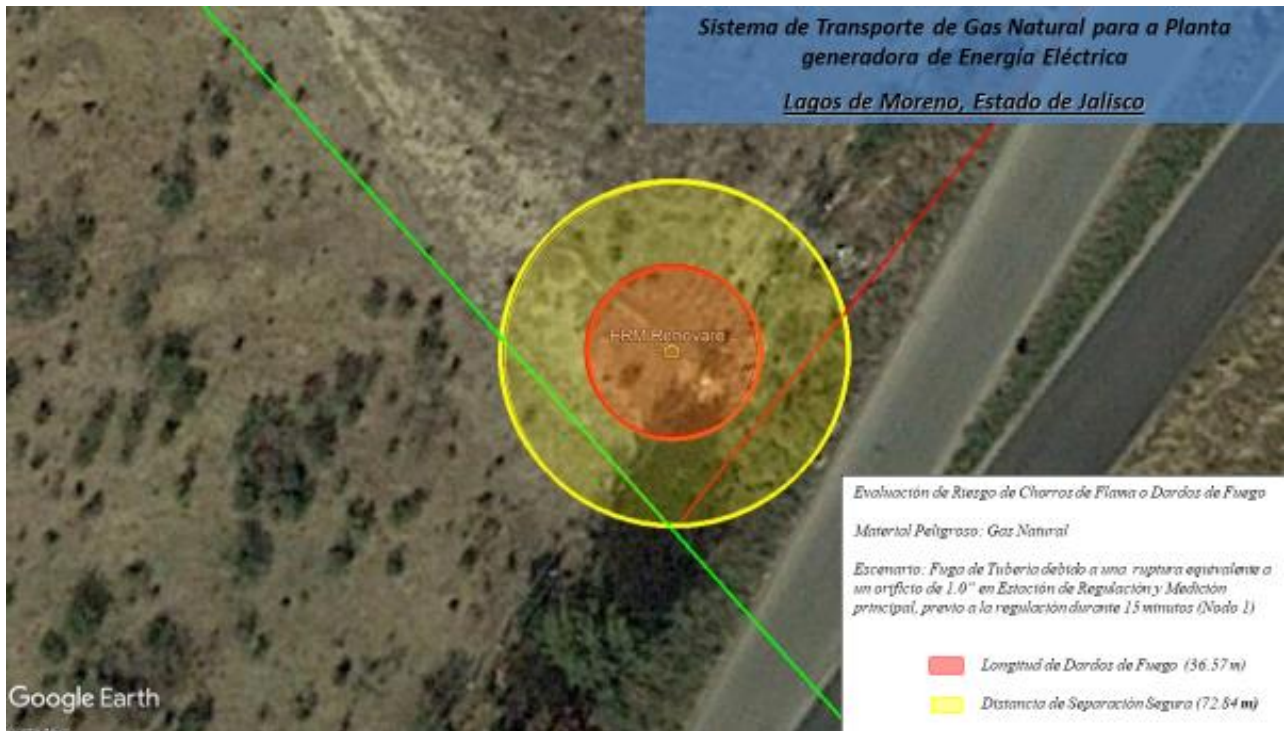 Sistema de Transporte de Gas Natural para a Planta
generadora de Energía Eléctrica
Lagos de Moreno, Estado de Jalisco
ERM Renovare
Evaluación de Riesgo de Chorros de Flama o Dardos de Fuego
Material Peligroso: Gas Natural
Escenario: Fuga de Tuberia debido a una ruptura equivalente a
un orificio de 1.0" en Estación de Regulación y Medición
principal, previo a la regulación durante 15 minutos (Nodo 1)
Longitud de Dardos de Fuego (36.57 m)
Distancia de Separación Segura (72.84 m)
Google Earth